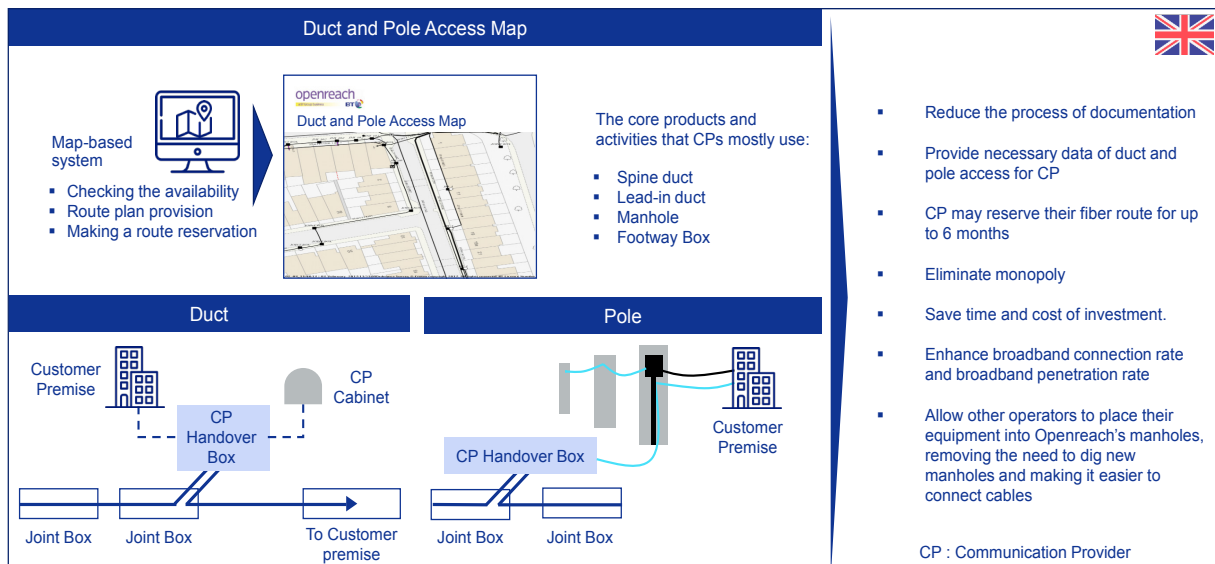 Duct and Pole Access Map
Map-based
system
▪ Checking the availability
▪ Route plan provision
▪ Making a route reservation
openreach
BT
Duct and Pole Access Map
The core products and
activities that CPs mostly use:
▪ Spine duct
▪ Lead-in duct
▪ Manhole
▪ Footway Box
Duct
Customer
Premise
CP
Cabinet
CP
Handover
Box
Joint Box
Joint Box
To Customer
premise
Pole
Customer
Premise
CP Handover Box
Joint Box
Joint Box
▪ Reduce the process of documentation
▪ Provide necessary data of duct and
pole access for CP
▪ CP may reserve their fiber route for up
to 6 months
▪ Eliminate monopoly
▪ Save time and cost of investment.
▪ Enhance broadband connection rate
and broadband penetration rate
▪ Allow other operators to place their
equipment into Openreach’s manholes,
removing the need to dig new
manholes and making it easier to
connect cables
CP : Communication Provider